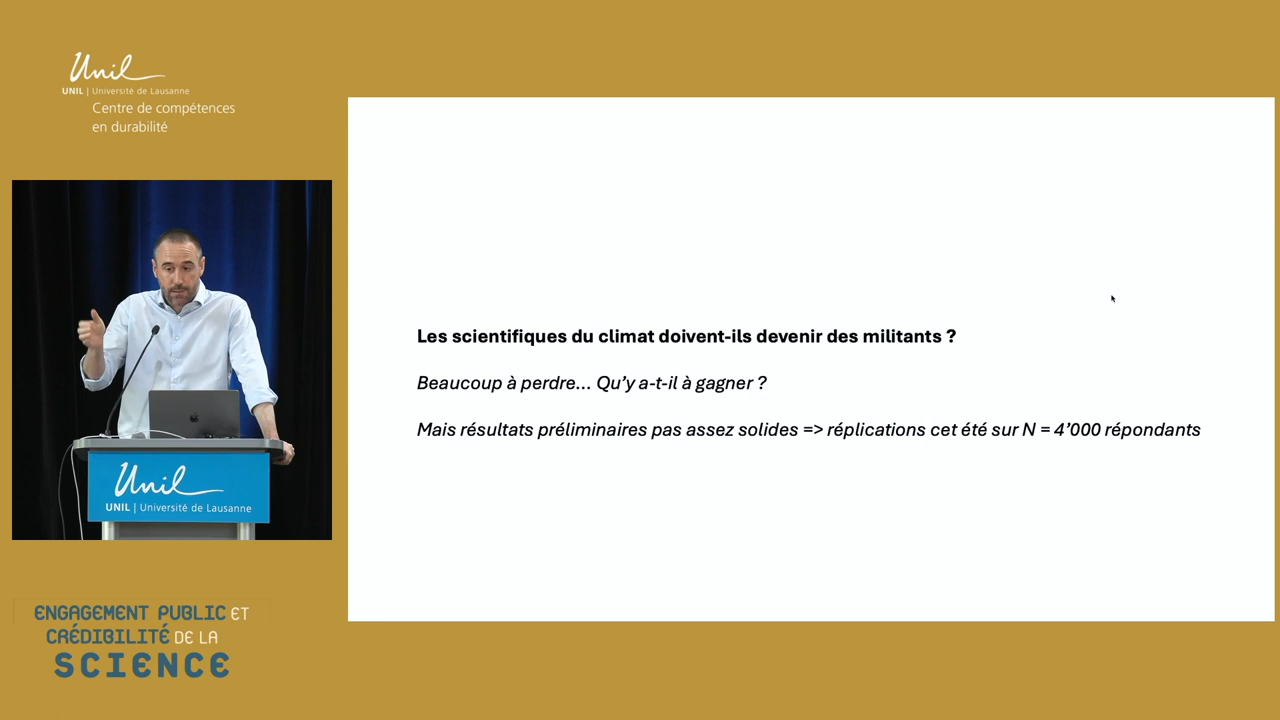 Unil
UNIL | Université de Lausanne
Centre de compétences
en durabilité
Les scientifiques du climat doivent-ils devenir des militants ?
Beaucoup à perdre... Qu’y a-t-il à gagner ?
Mais résultats préliminaires pas assez solides => réplications cet été sur N = 4’000 répondants
Unil
UNIL | Université de Lausanne
ENGAGEMENT PUBLIC ET
CRÉDIBILITÉ DE LA
SCIENCE